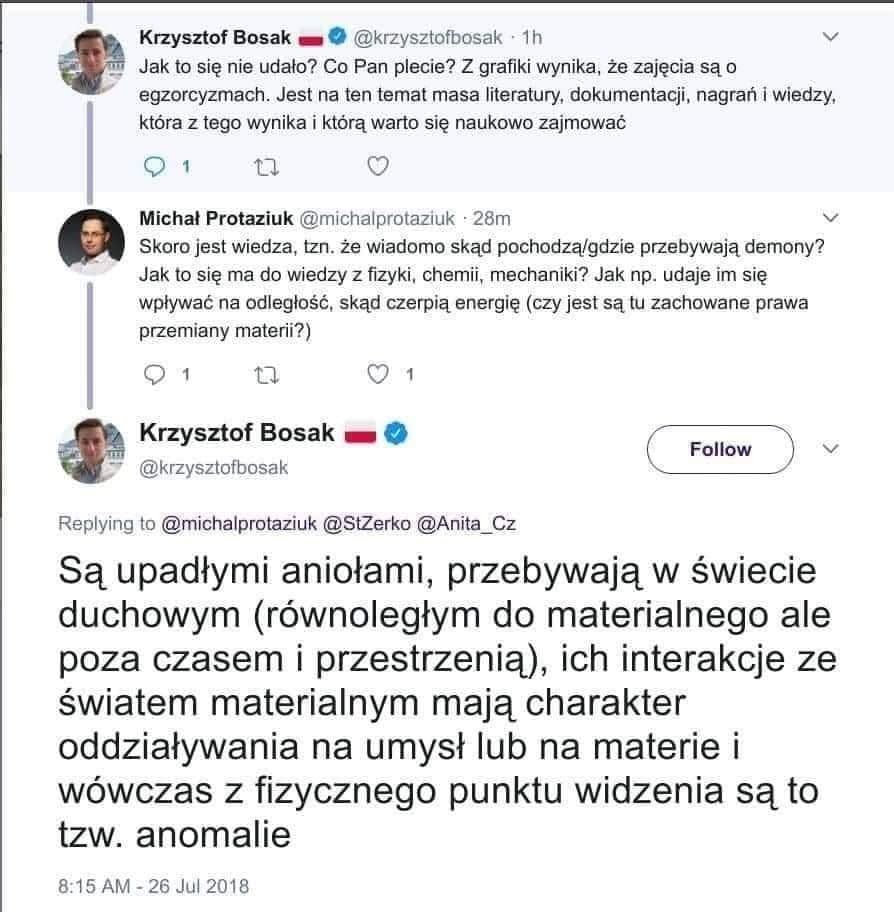 Krzysztof Bosak 🇵🇱 @krzysztofbosak · 1h
Jak to się nie udało? Co Pan plecie? Z grafiki wynika, że zajęcia są o
egzorcyzmach. Jest na ten temat masa literatury, dokumentacji, nagrań i wiedzy,
która z tego wynika i którą warto się naukowo zajmować
1
Michał Protaziuk @michalprotaziuk · 28m
Skoro jest wiedza, tzn. że wiadomo skąd pochodzą/gdzie przebywają demony?
Jak to się ma do wiedzy z fizyki, chemii, mechaniki? Jak np. udaje im się
wpływać na odległość, skąd czerpią energię (czy jest są tu zachowane prawa
przemiany materii?)
1 1
Krzysztof Bosak 🇵🇱
@krzysztofbosak
Follow
Replying to @michalprotaziuk @StZerko @Anita_Cz
Są upadłymi aniołami, przebywają w świecie
duchowym (równoległym do materialnego ale
poza czasem i przestrzenią), ich interakcje ze
światem materialnym mają charakter
oddziaływania na umysł lub na materie i
wówczas z fizycznego punktu widzenia są to
tzw. anomalie
8:15 AM - 26 Jul 2018